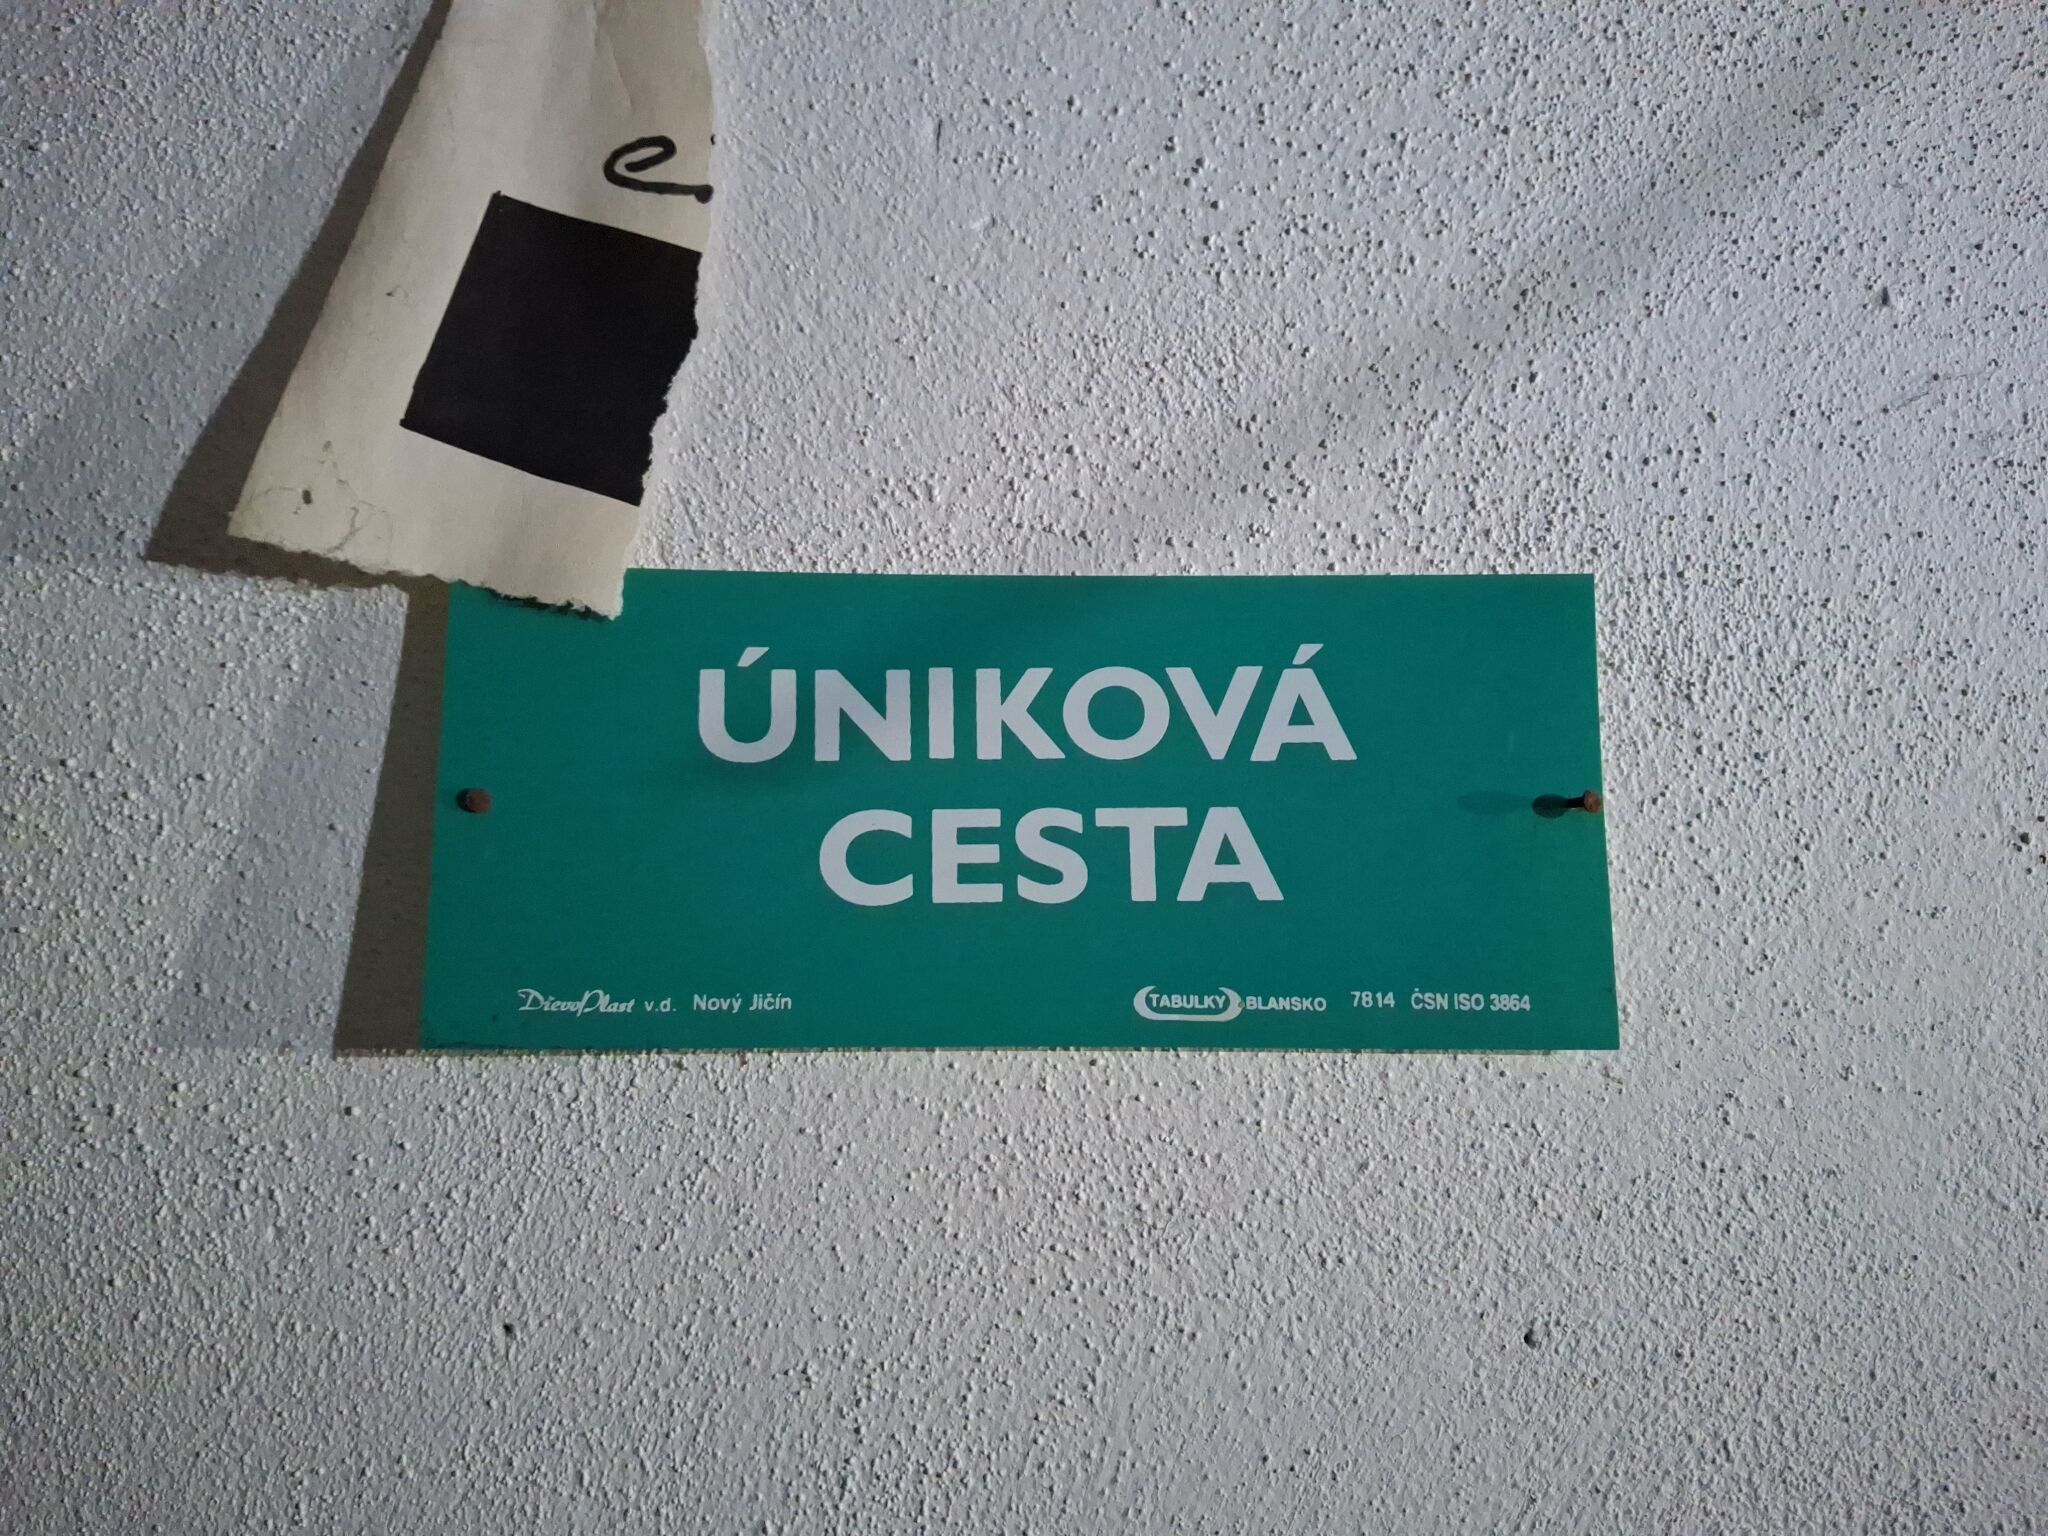 ÚNIKOVÁ
CESTA
DřevoPlast v.d. Nový Jičín
TABULKY BLANSKO 7814 ČSN ISO 3864